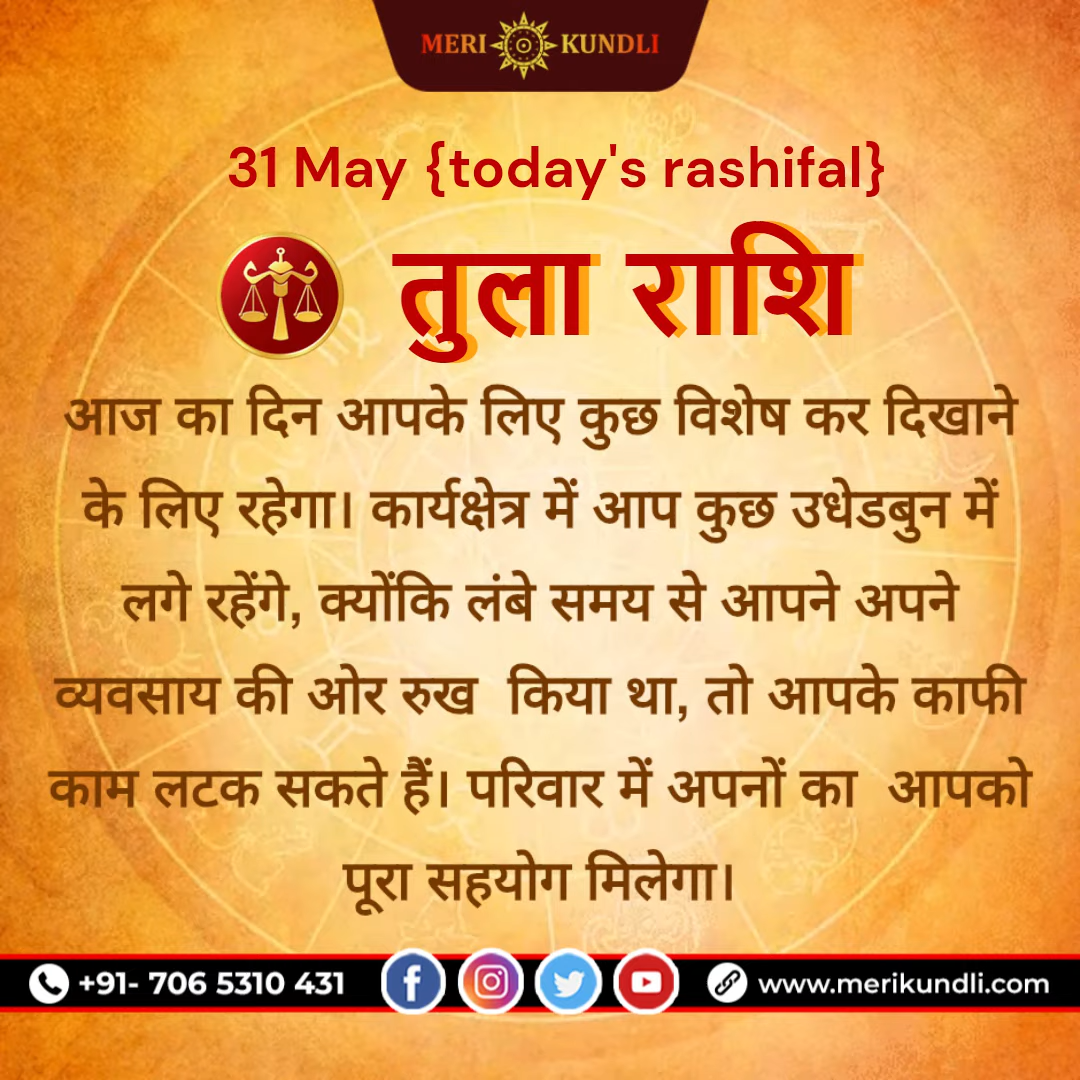 MERI KUNDLI
31 May {today's rashifal}
तुला राशि
आज का दिन आपके लिए कुछ विशेष कर दिखाने
के लिए रहेगा। कार्यक्षेत्र में आप कुछ उधेडबुन में
लगे रहेंगे, क्योंकि लंबे समय से आपने अपने
व्यवसाय की ओर रुख किया था, तो आपके काफी
काम लटक सकते हैं। परिवार में अपनों का आपको
पूरा सहयोग मिलेगा।
+91- 706 5310 431 www.merikundli.com